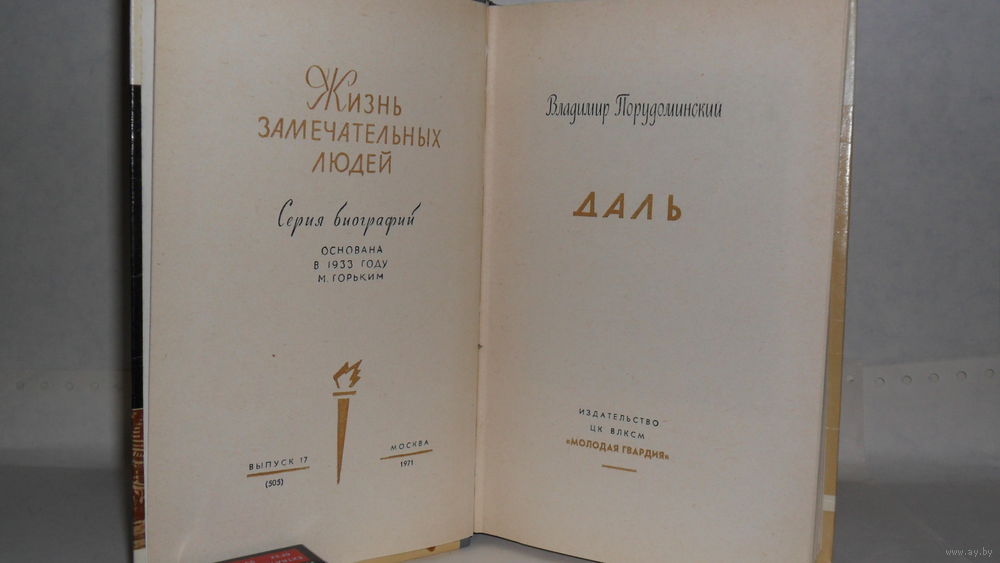 Жизнь
ЗАМЕЧАТЕЛЬНЫХ
ЛЮДЕЙ
Серия биографий
ОСНОВАНА
В 1933 ГОДУ
М. ГОРЬКИМ
ВЫПУСК 17
(505)
МОСКВА
1971
Владимир Порудоминский
ДАЛЬ
ИЗДАТЕЛЬСТВО
ЦК ВЛКСМ
«МОЛОДАЯ ГВАРДИЯ»
www.ay.by